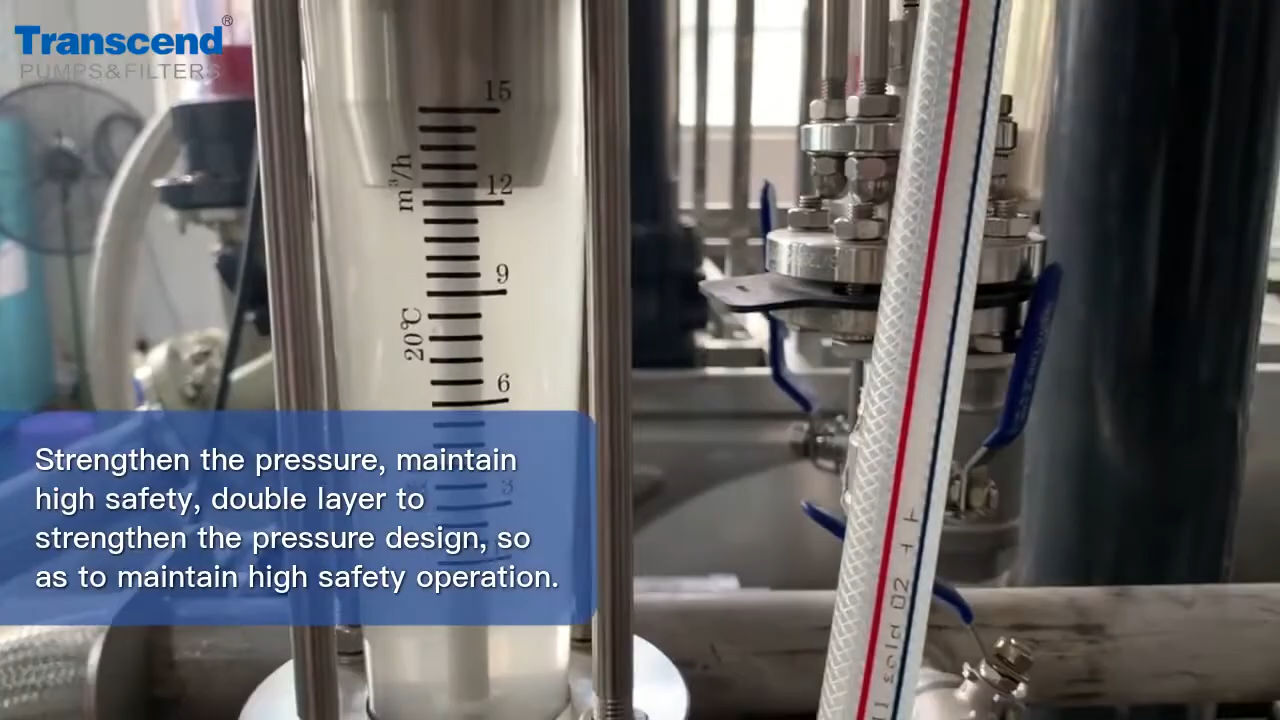 Transcend®
PUMPS&FILTERS
15
m³/h
12
9
20℃
6
3
Strengthen the pressure, maintain
high safety, double layer to
strengthen the pressure design, so
as to maintain high safety operation.